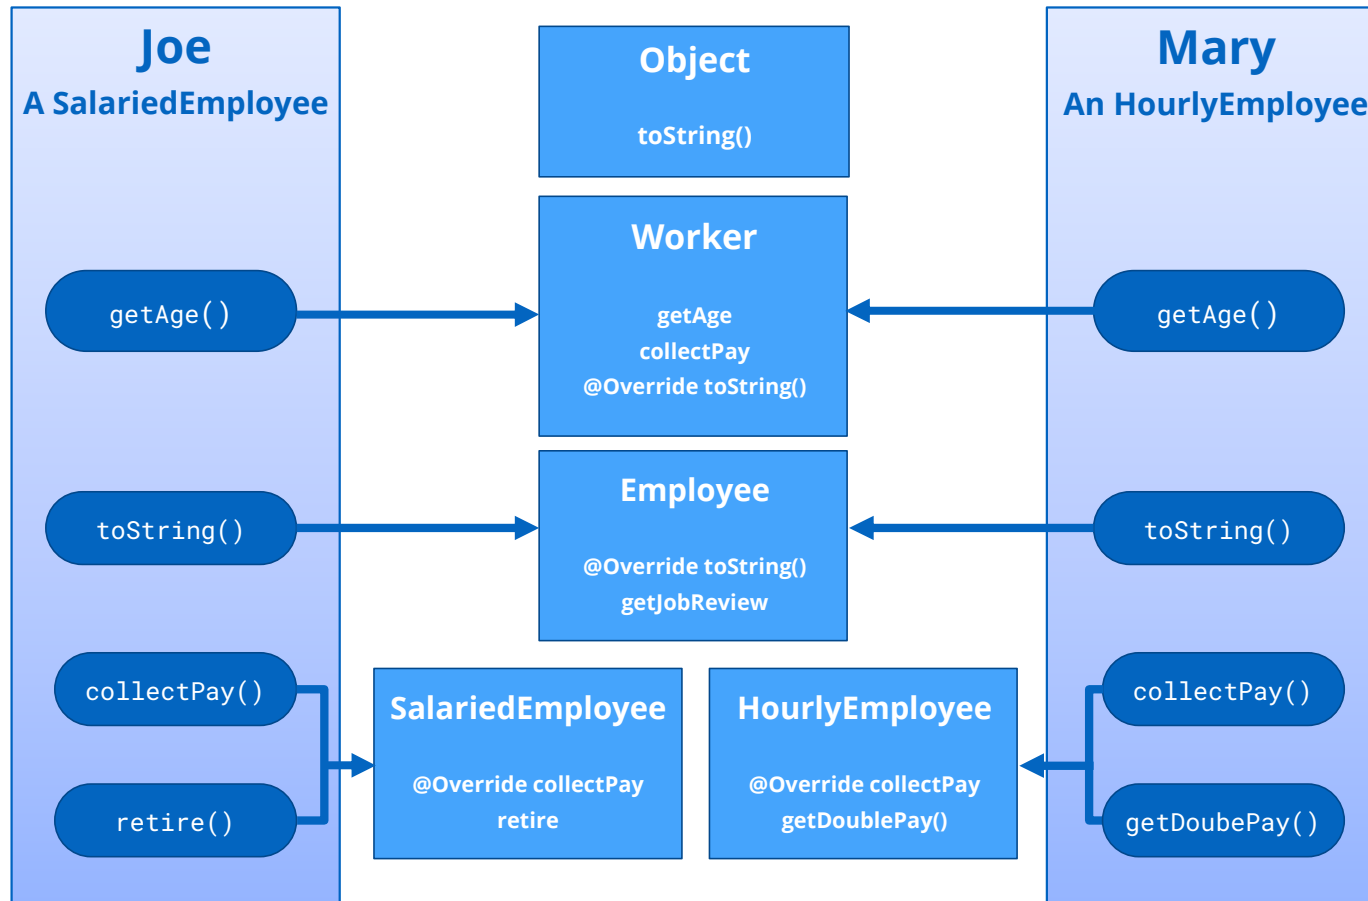 Joe
A SalariedEmployee
getAge()
toString()
collectPay()
retire()
Object
toString()
Worker
getAge
collectPay
@Override toString()
Employee
@Override toString()
getJobReview
SalariedEmployee
@Override collectPay
retire
HourlyEmployee
@Override collectPay
getDoublePay()
Mary
An HourlyEmployee
getAge()
toString()
collectPay()
getDoubePay()